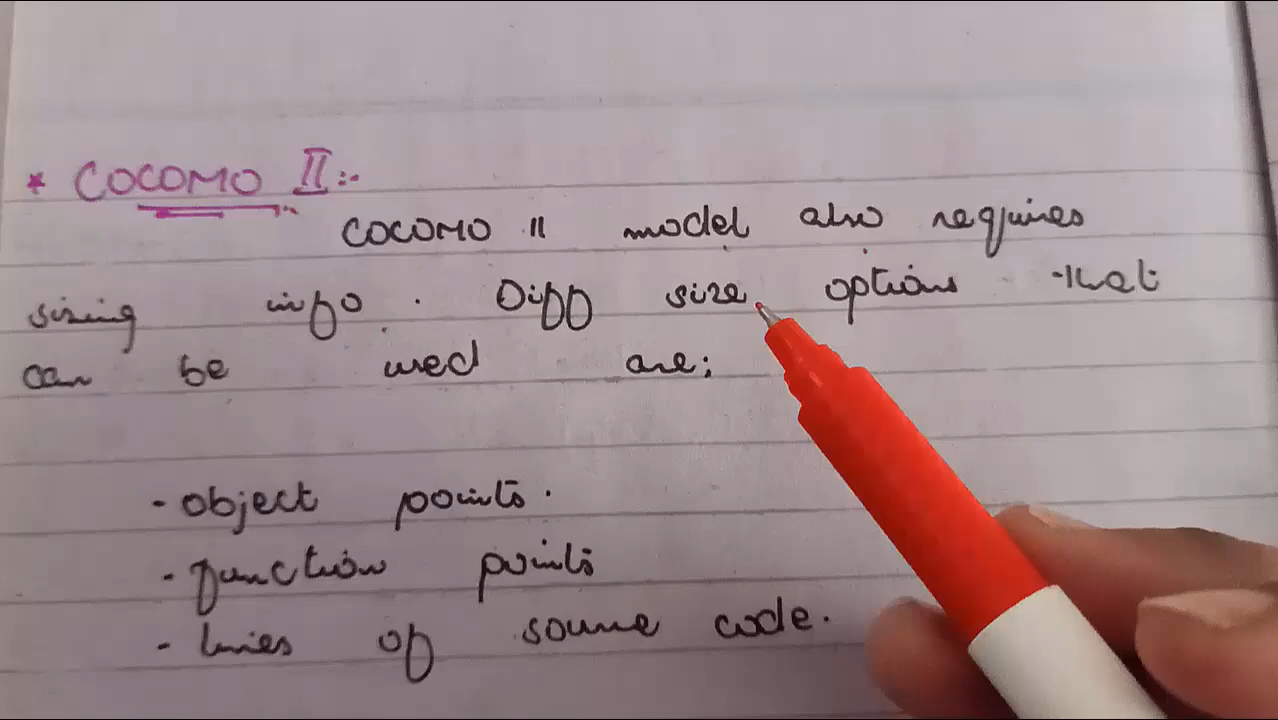 * COCOMO II:-
COCOMO II model also requires
sizing info. Diff size options that
can be used are:
- object points.
- function points
- lines of source code.